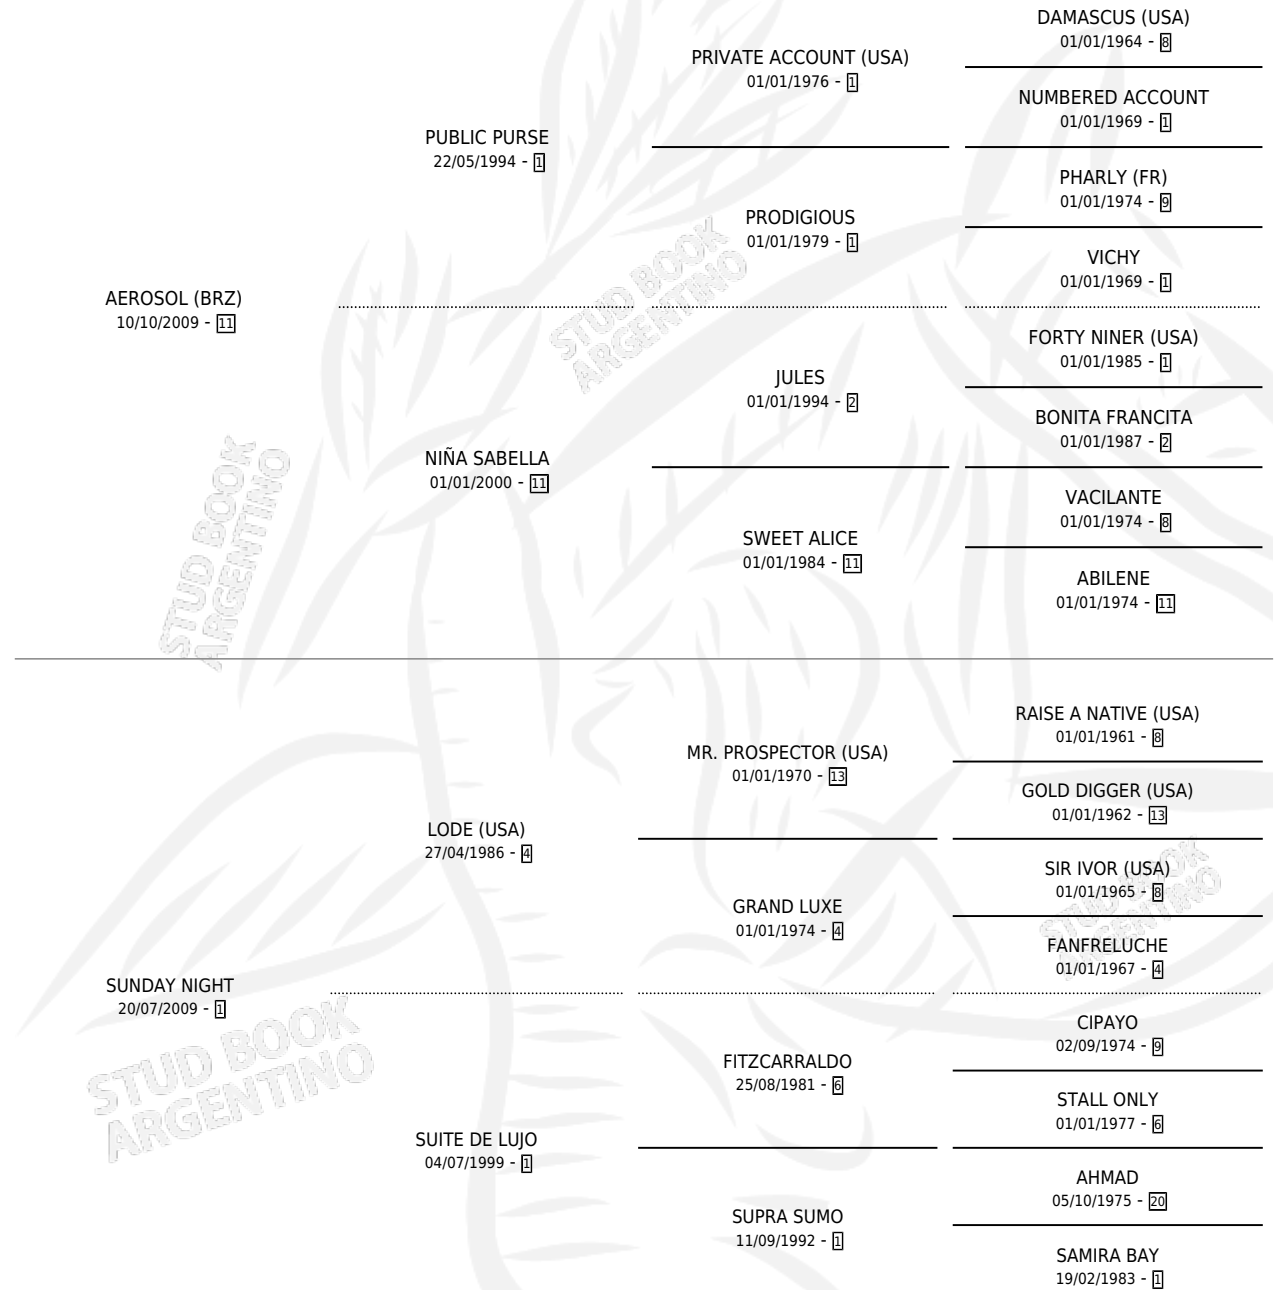 DAMASCUS (USA)
01/01/1964 - 8
PRIVATE ACCOUNT (USA)
01/01/1976 - 1
NUMBERED ACCOUNT
01/01/1969 - 1
PUBLIC PURSE
22/05/1994 - 1
PHARLY (FR)
01/01/1974 - 9
PRODIGIOUS
01/01/1979 - 1
VICHY
01/01/1969 - 1
AEROSOL (BRZ)
10/10/2009 - 11
FORTY NINER (USA)
01/01/1985 - 1
JULES
01/01/1994 - 2
BONITA FRANCITA
01/01/1987 - 2
NIÑA SABELLA
01/01/2000 - 11
VACILANTE
01/01/1974 - 8
SWEET ALICE
01/01/1984 - 11
ABILENE
01/01/1974 - 11
RAISE A NATIVE (USA)
01/01/1961 - 8
MR. PROSPECTOR (USA)
01/01/1970 - 13
GOLD DIGGER (USA)
01/01/1962 - 13
LODE (USA)
27/04/1986 - 4
SIR IVOR (USA)
01/01/1965 - 8
GRAND LUXE
01/01/1974 - 4
FANFRELUCHE
01/01/1967 - 4
SUNDAY NIGHT
20/07/2009 - 1
CIPAYO
02/09/1974 - 9
FITZCARRALDO
25/08/1981 - 6
STALL ONLY
01/01/1977 - 6
SUITE DE LUJO
04/07/1999 - 1
AHMAD
05/10/1975 - 20
SUPRA SUMO
11/09/1992 - 1
SAMIRA BAY
19/02/1983 - 1
STUD BOOK
ARGENTINO
STUD BOOK
ARGENTINO
STUD BOOK
ARGENTINO
STUD BOOK
ARGENTINO